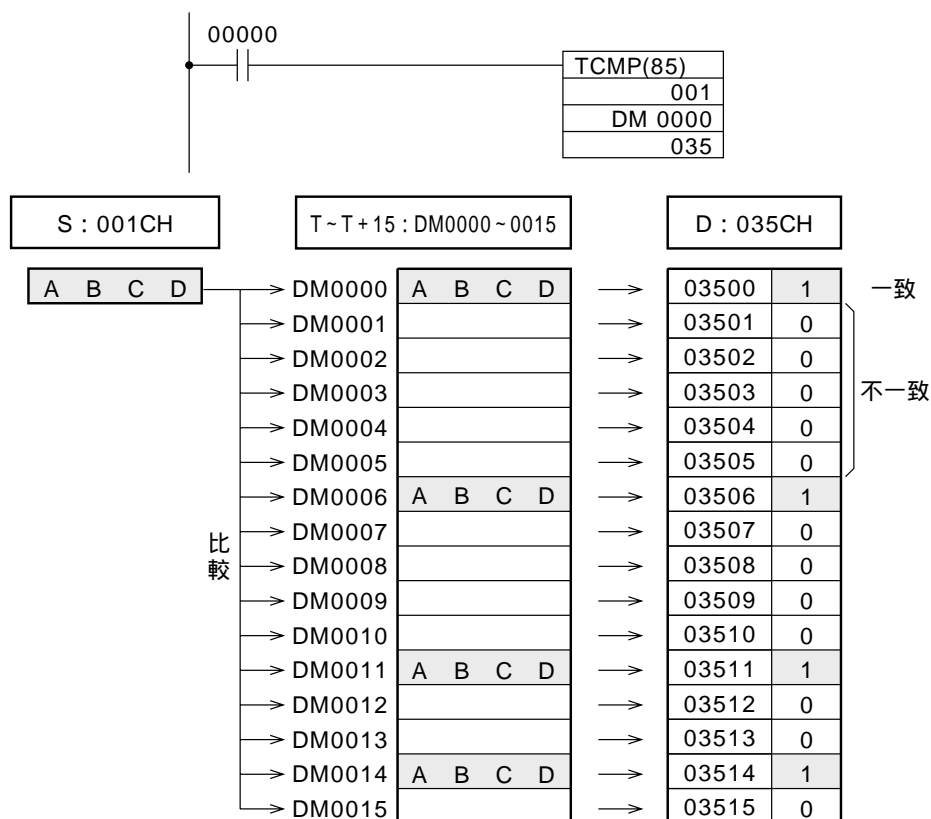 00000
TCMP(85)
001
DM 0000
035
S：001CH
T～T＋15：DM0000～0015
D：035CH
A B C D
DM0000 A B C D 03500 1 一致
DM0001 03501 0
DM0002 03502 0
DM0003 03503 0 不一致
DM0004 03504 0
DM0005 03505 0
DM0006 A B C D 03506 1
DM0007 03507 0
比較
DM0008 03508 0
DM0009 03509 0
DM0010 03510 0
DM0011 A B C D 03511 1
DM0012 03512 0
DM0013 03513 0
DM0014 A B C D 03514 1
DM0015 03515 0